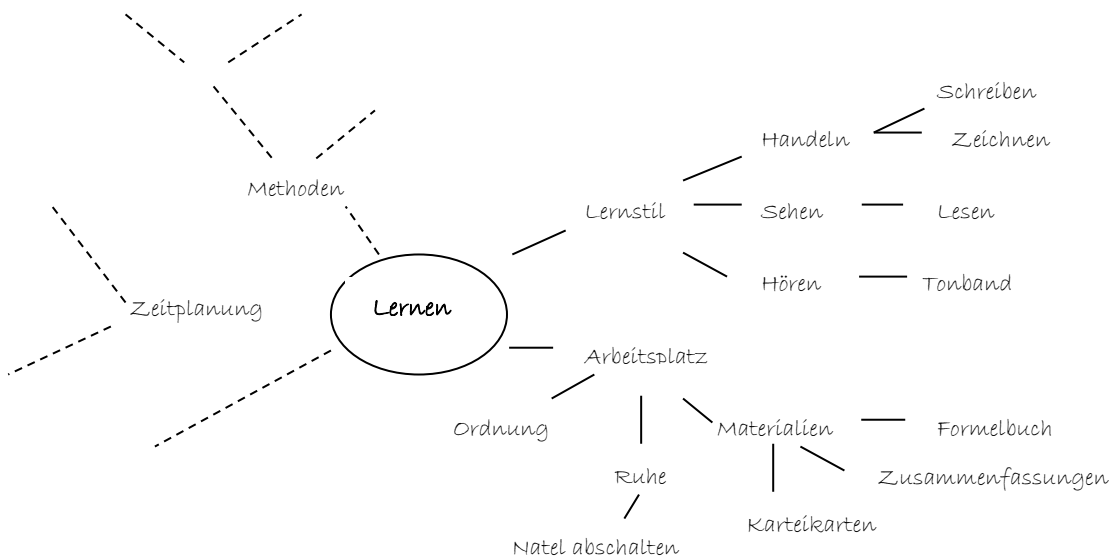 Schreiben
Handeln
Zeichnen
Methoden
Lernstil
Sehen
Lesen
Hören
Tonband
Zeitplanung
Lernen
Arbeitsplatz
Ordnung
Materialien
Formelbuch
Ruhe
Zusammenfassungen
Karteikarten
Natel abschalten